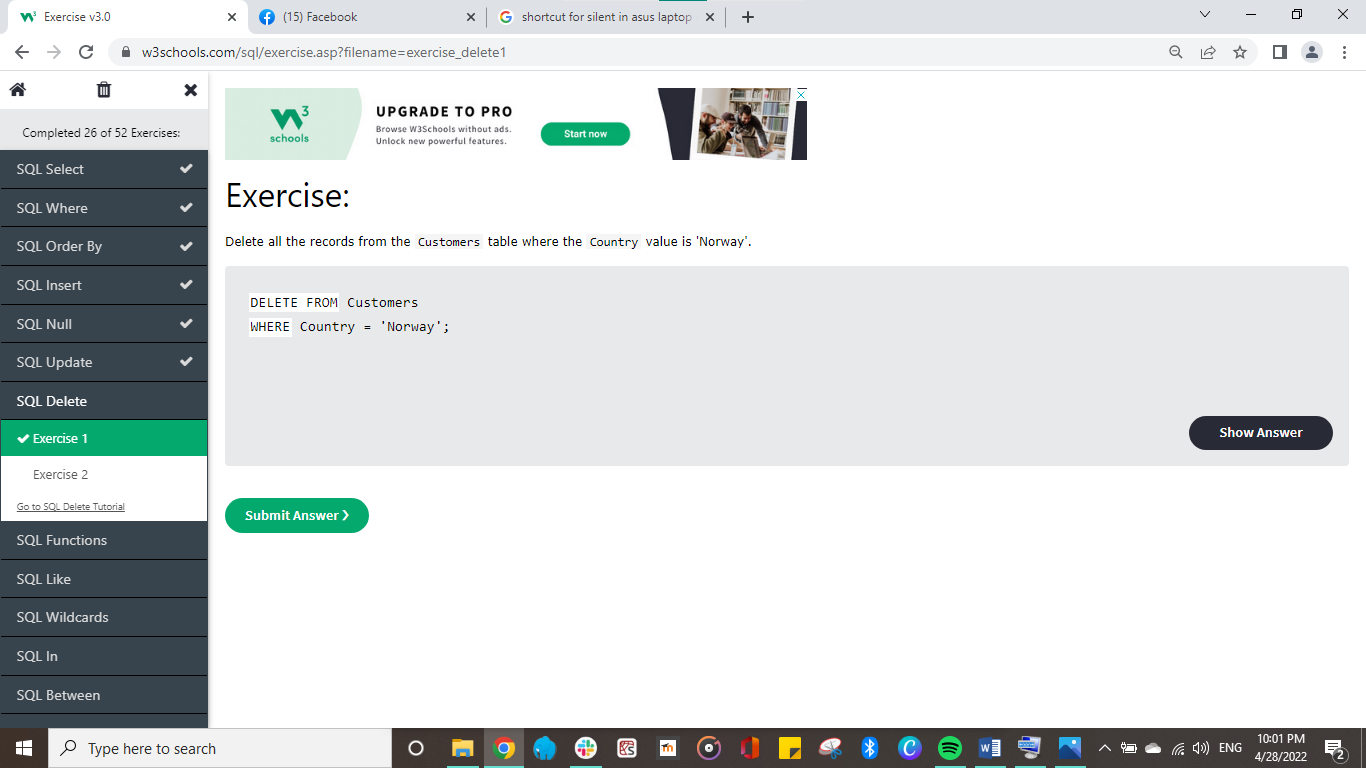 Exercise v3.0
(15) Facebook
shortcut for silent in asus laptop
w3schools.com/sql/exercise.asp?filename=exercise_delete1
Completed 26 of 52 Exercises:
SQL Select
SQL Where
SQL Order By
SQL Insert
SQL Null
SQL Update
SQL Delete
Exercise 1
Exercise 2
Go to SQL Delete Tutorial
SQL Functions
SQL Like
SQL Wildcards
SQL In
SQL Between
W3
schools
UPGRADE TO PRO
Browse W3Schools without ads.
Unlock new powerful features.
Start now
Exercise:
Delete all the records from the Customers table where the Country value is 'Norway'.
DELETE FROM Customers
WHERE Country = 'Norway';
Show Answer
Submit Answer ❯
Type here to search
ENG
10:01 PM
4/28/2022
2